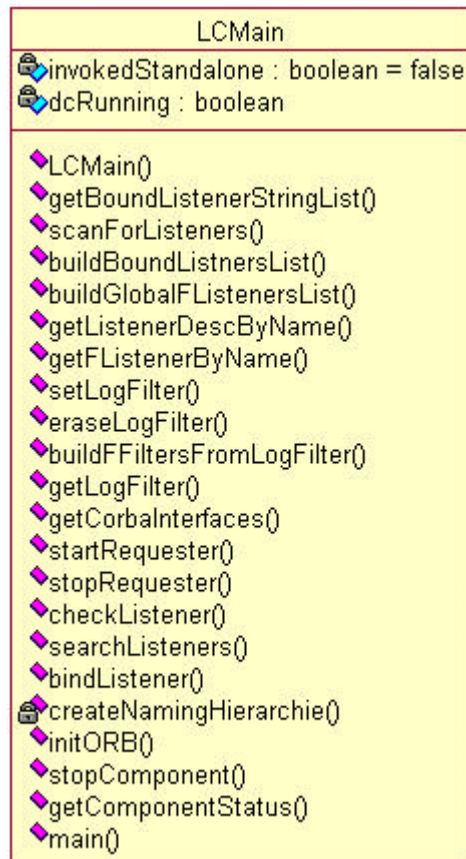 LCMain
invokedStandalone : boolean = false
dcRunning : boolean
LCMain()
getBoundListenerStringList()
scanForListeners()
buildBoundListnersList()
buildGlobalFListenersList()
getListenerDescByName()
getFListenerByName()
setLogFilter()
eraseLogFilter()
buildFFiltersFromLogFilter()
getLogFilter()
getCorbaInterfaces()
startRequester()
stopRequester()
checkListener()
searchListeners()
bindListener()
createNamingHierarchie()
initORB()
stopComponent()
getComponentStatus()
main()